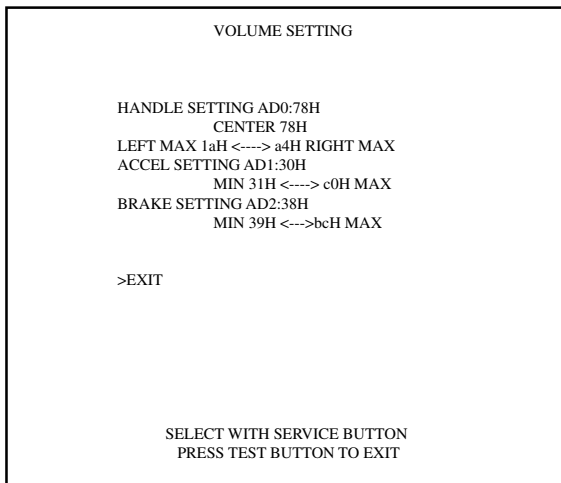 VOLUME SETTING
HANDLE SETTING AD0:78H
CENTER 78H
LEFT MAX 1aH <----> a4H RIGHT MAX
ACCEL SETTING AD1:30H
MIN 31H <----> c0H MAX
BRAKE SETTING AD2:38H
MIN 39H <--->bcH MAX
>EXIT
SELECT WITH SERVICE BUTTON
PRESS TEST BUTTON TO EXIT